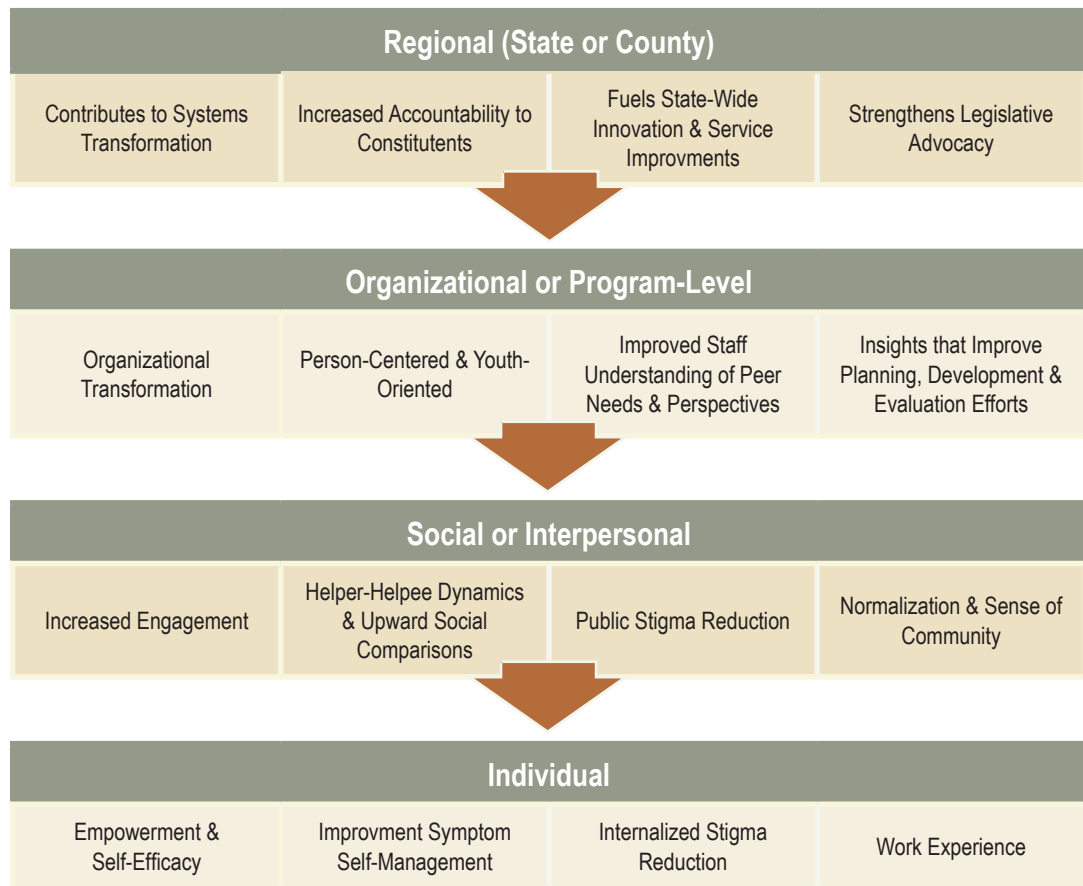 Regional (State or County)
Contributes to Systems
Transformation
Increased Accountability to
Constitutents
Fuels State-Wide
Innovation & Service
Improvments
Strengthens Legislative
Advocacy
Organizational or Program-Level
Organizational
Transformation
Person-Centered & Youth-
Oriented
Improved Staff
Understanding of Peer
Needs & Perspectives
Insights that Improve
Planning, Development &
Evaluation Efforts
Social or Interpersonal
Increased Engagement
Helper-Helpee Dynamics
& Upward Social
Comparisons
Public Stigma Reduction
Normalization & Sense of
Community
Individual
Empowerment &
Self-Efficacy
Improvment Symptom
Self-Management
Internalized Stigma
Reduction
Work Experience